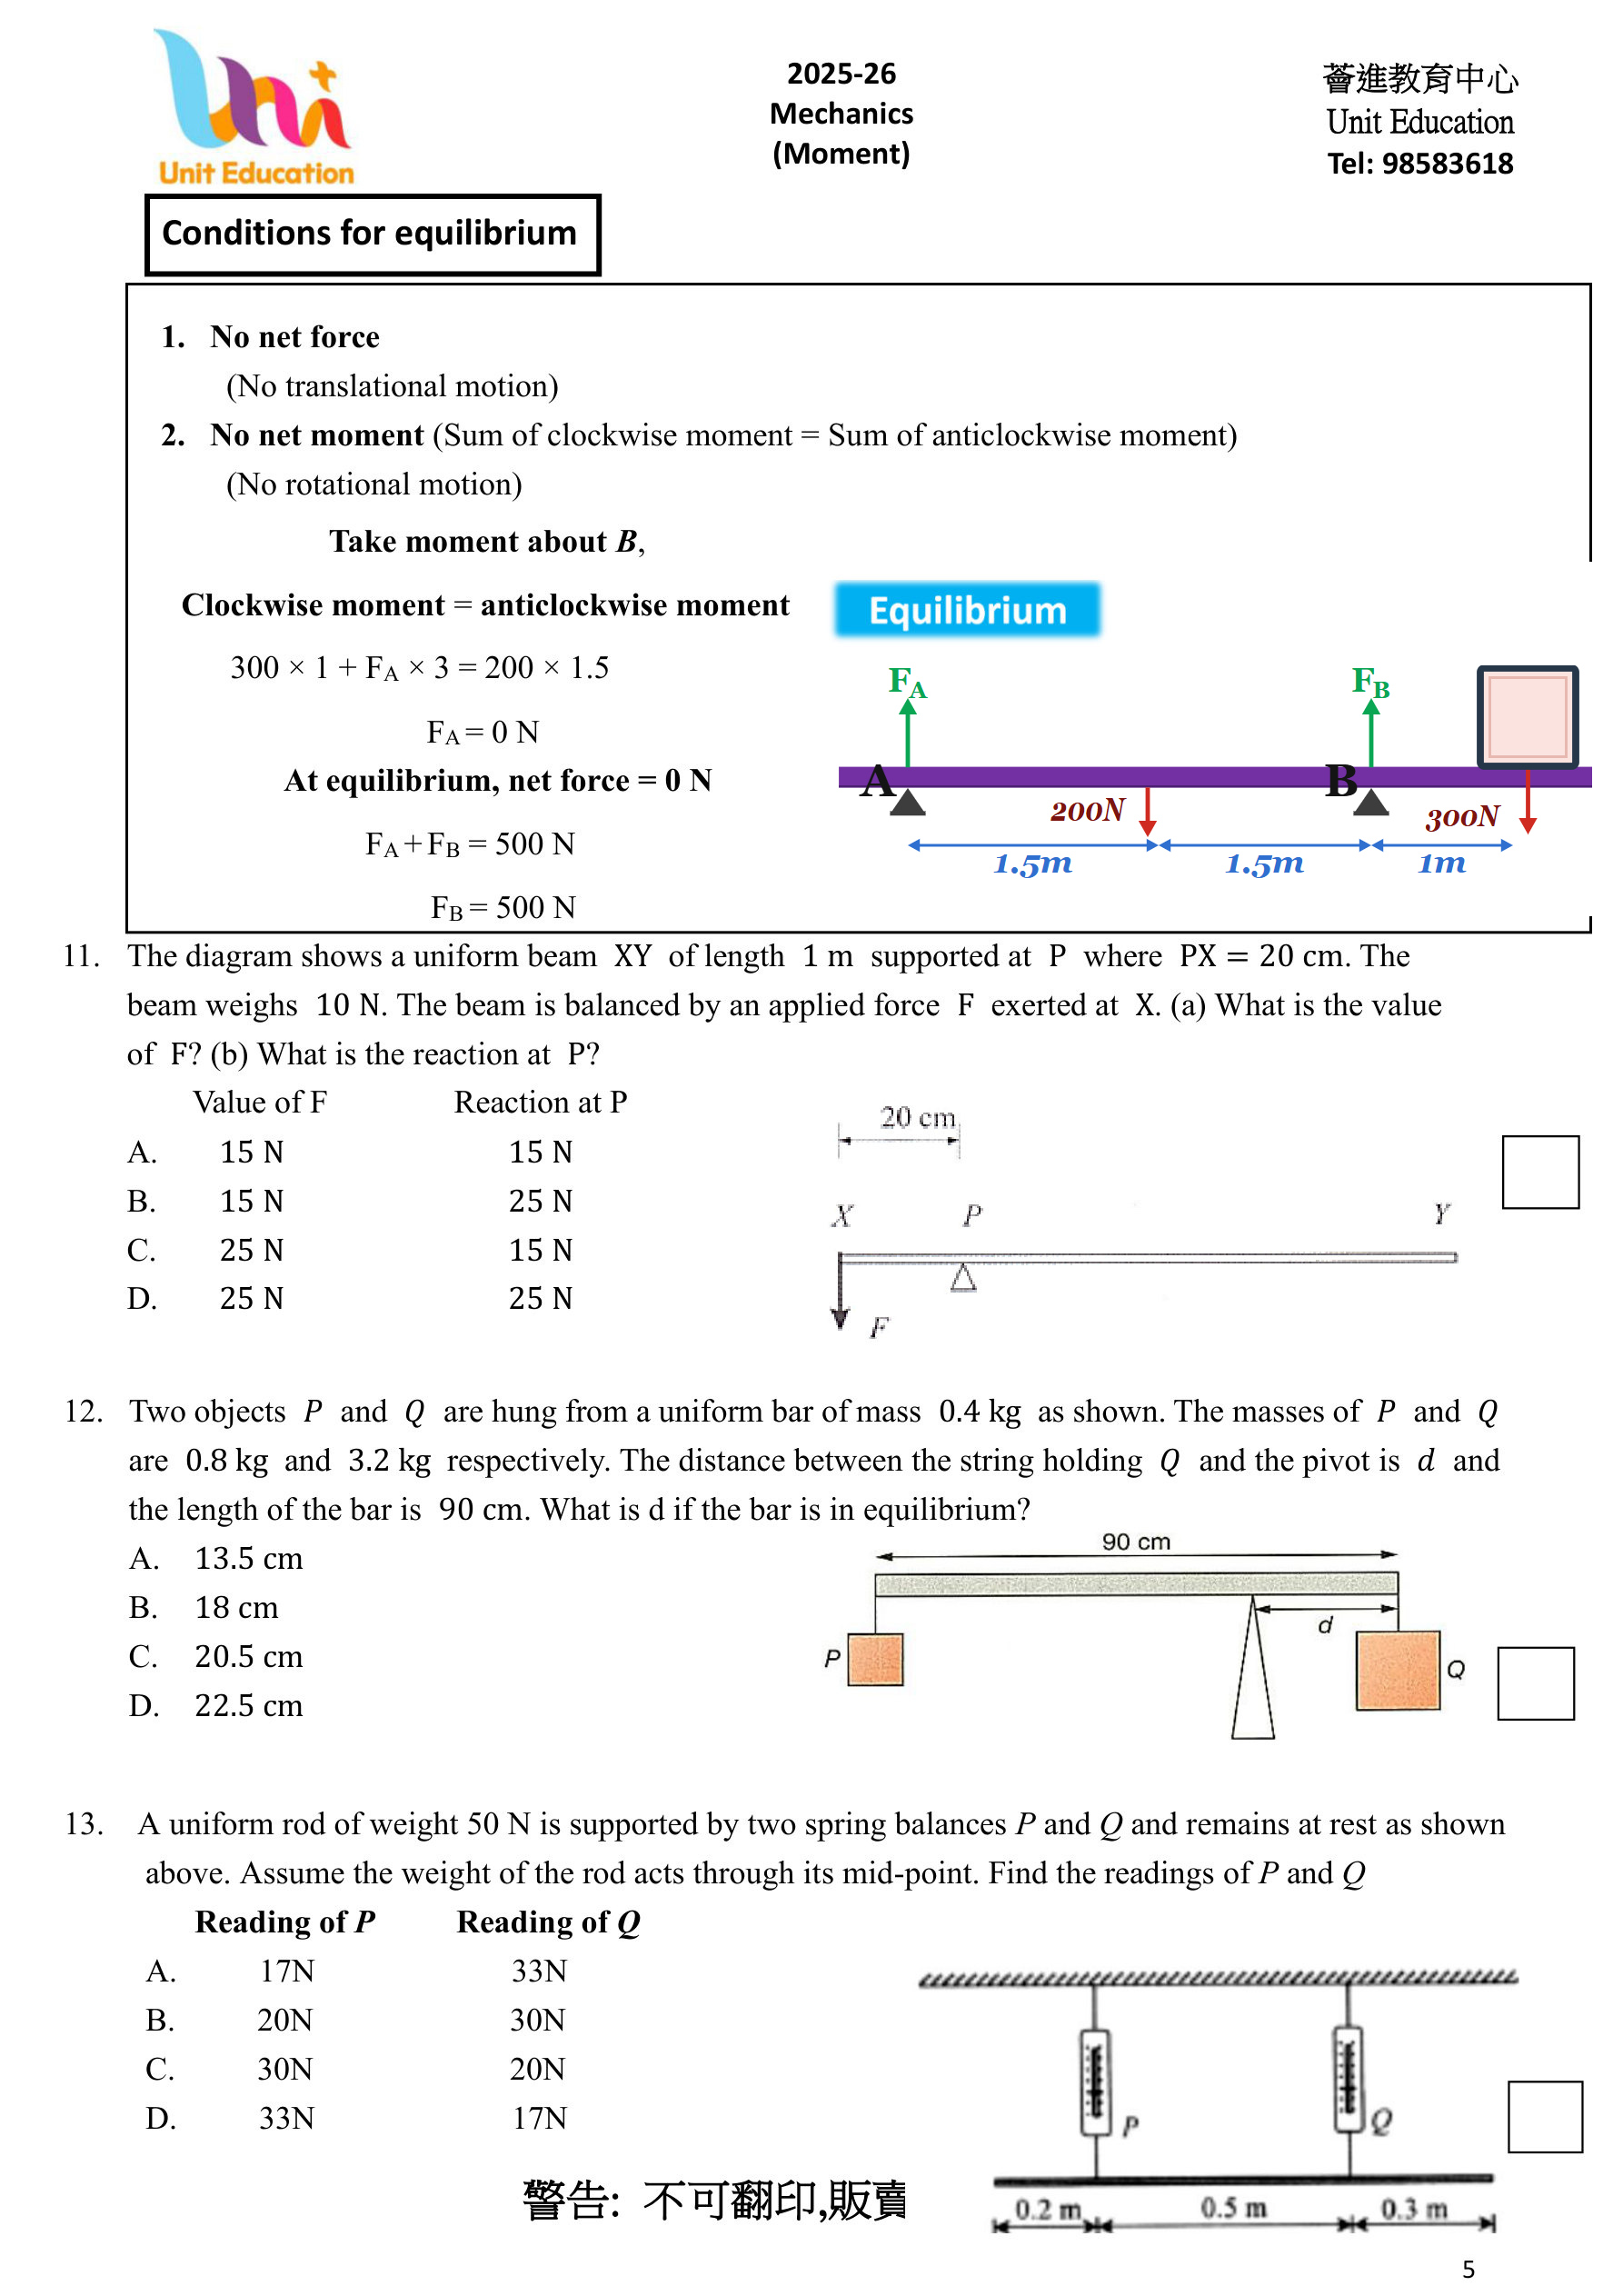 Unit Education
2025-26
Mechanics
(Moment)
薈進教育中心
Unit Education
Tel: 98583618
Conditions for equilibrium
1. No net force
(No translational motion)
2. No net moment (Sum of clockwise moment = Sum of anticlockwise moment)
(No rotational motion)
Take moment about B,
Clockwise moment = anticlockwise moment
300 × 1 + FA × 3 = 200 × 1.5
FA = 0 N
At equilibrium, net force = 0 N
FA + FB = 500 N
FB = 500 N
Equilibrium
FA FB
A B
200N 300N
1.5m 1.5m 1m
11. The diagram shows a uniform beam XY of length 1 m supported at P where PX = 20 cm. The
beam weighs 10 N. The beam is balanced by an applied force F exerted at X. (a) What is the value
of F? (b) What is the reaction at P?
Value of F Reaction at P
A. 15 N 15 N
B. 15 N 25 N
C. 25 N 15 N
D. 25 N 25 N
20 cm
X P Y
F
12. Two objects P and Q are hung from a uniform bar of mass 0.4 kg as shown. The masses of P and Q
are 0.8 kg and 3.2 kg respectively. The distance between the string holding Q and the pivot is d and
the length of the bar is 90 cm. What is d if the bar is in equilibrium?
A. 13.5 cm
B. 18 cm
C. 20.5 cm
D. 22.5 cm
90 cm
d
P Q
13. A uniform rod of weight 50 N is supported by two spring balances P and Q and remains at rest as shown
above. Assume the weight of the rod acts through its mid-point. Find the readings of P and Q
Reading of P Reading of Q
A. 17N 33N
B. 20N 30N
C. 30N 20N
D. 33N 17N
P Q
0.2 m 0.5 m 0.3 m
警告: 不可翻印,販賣
5